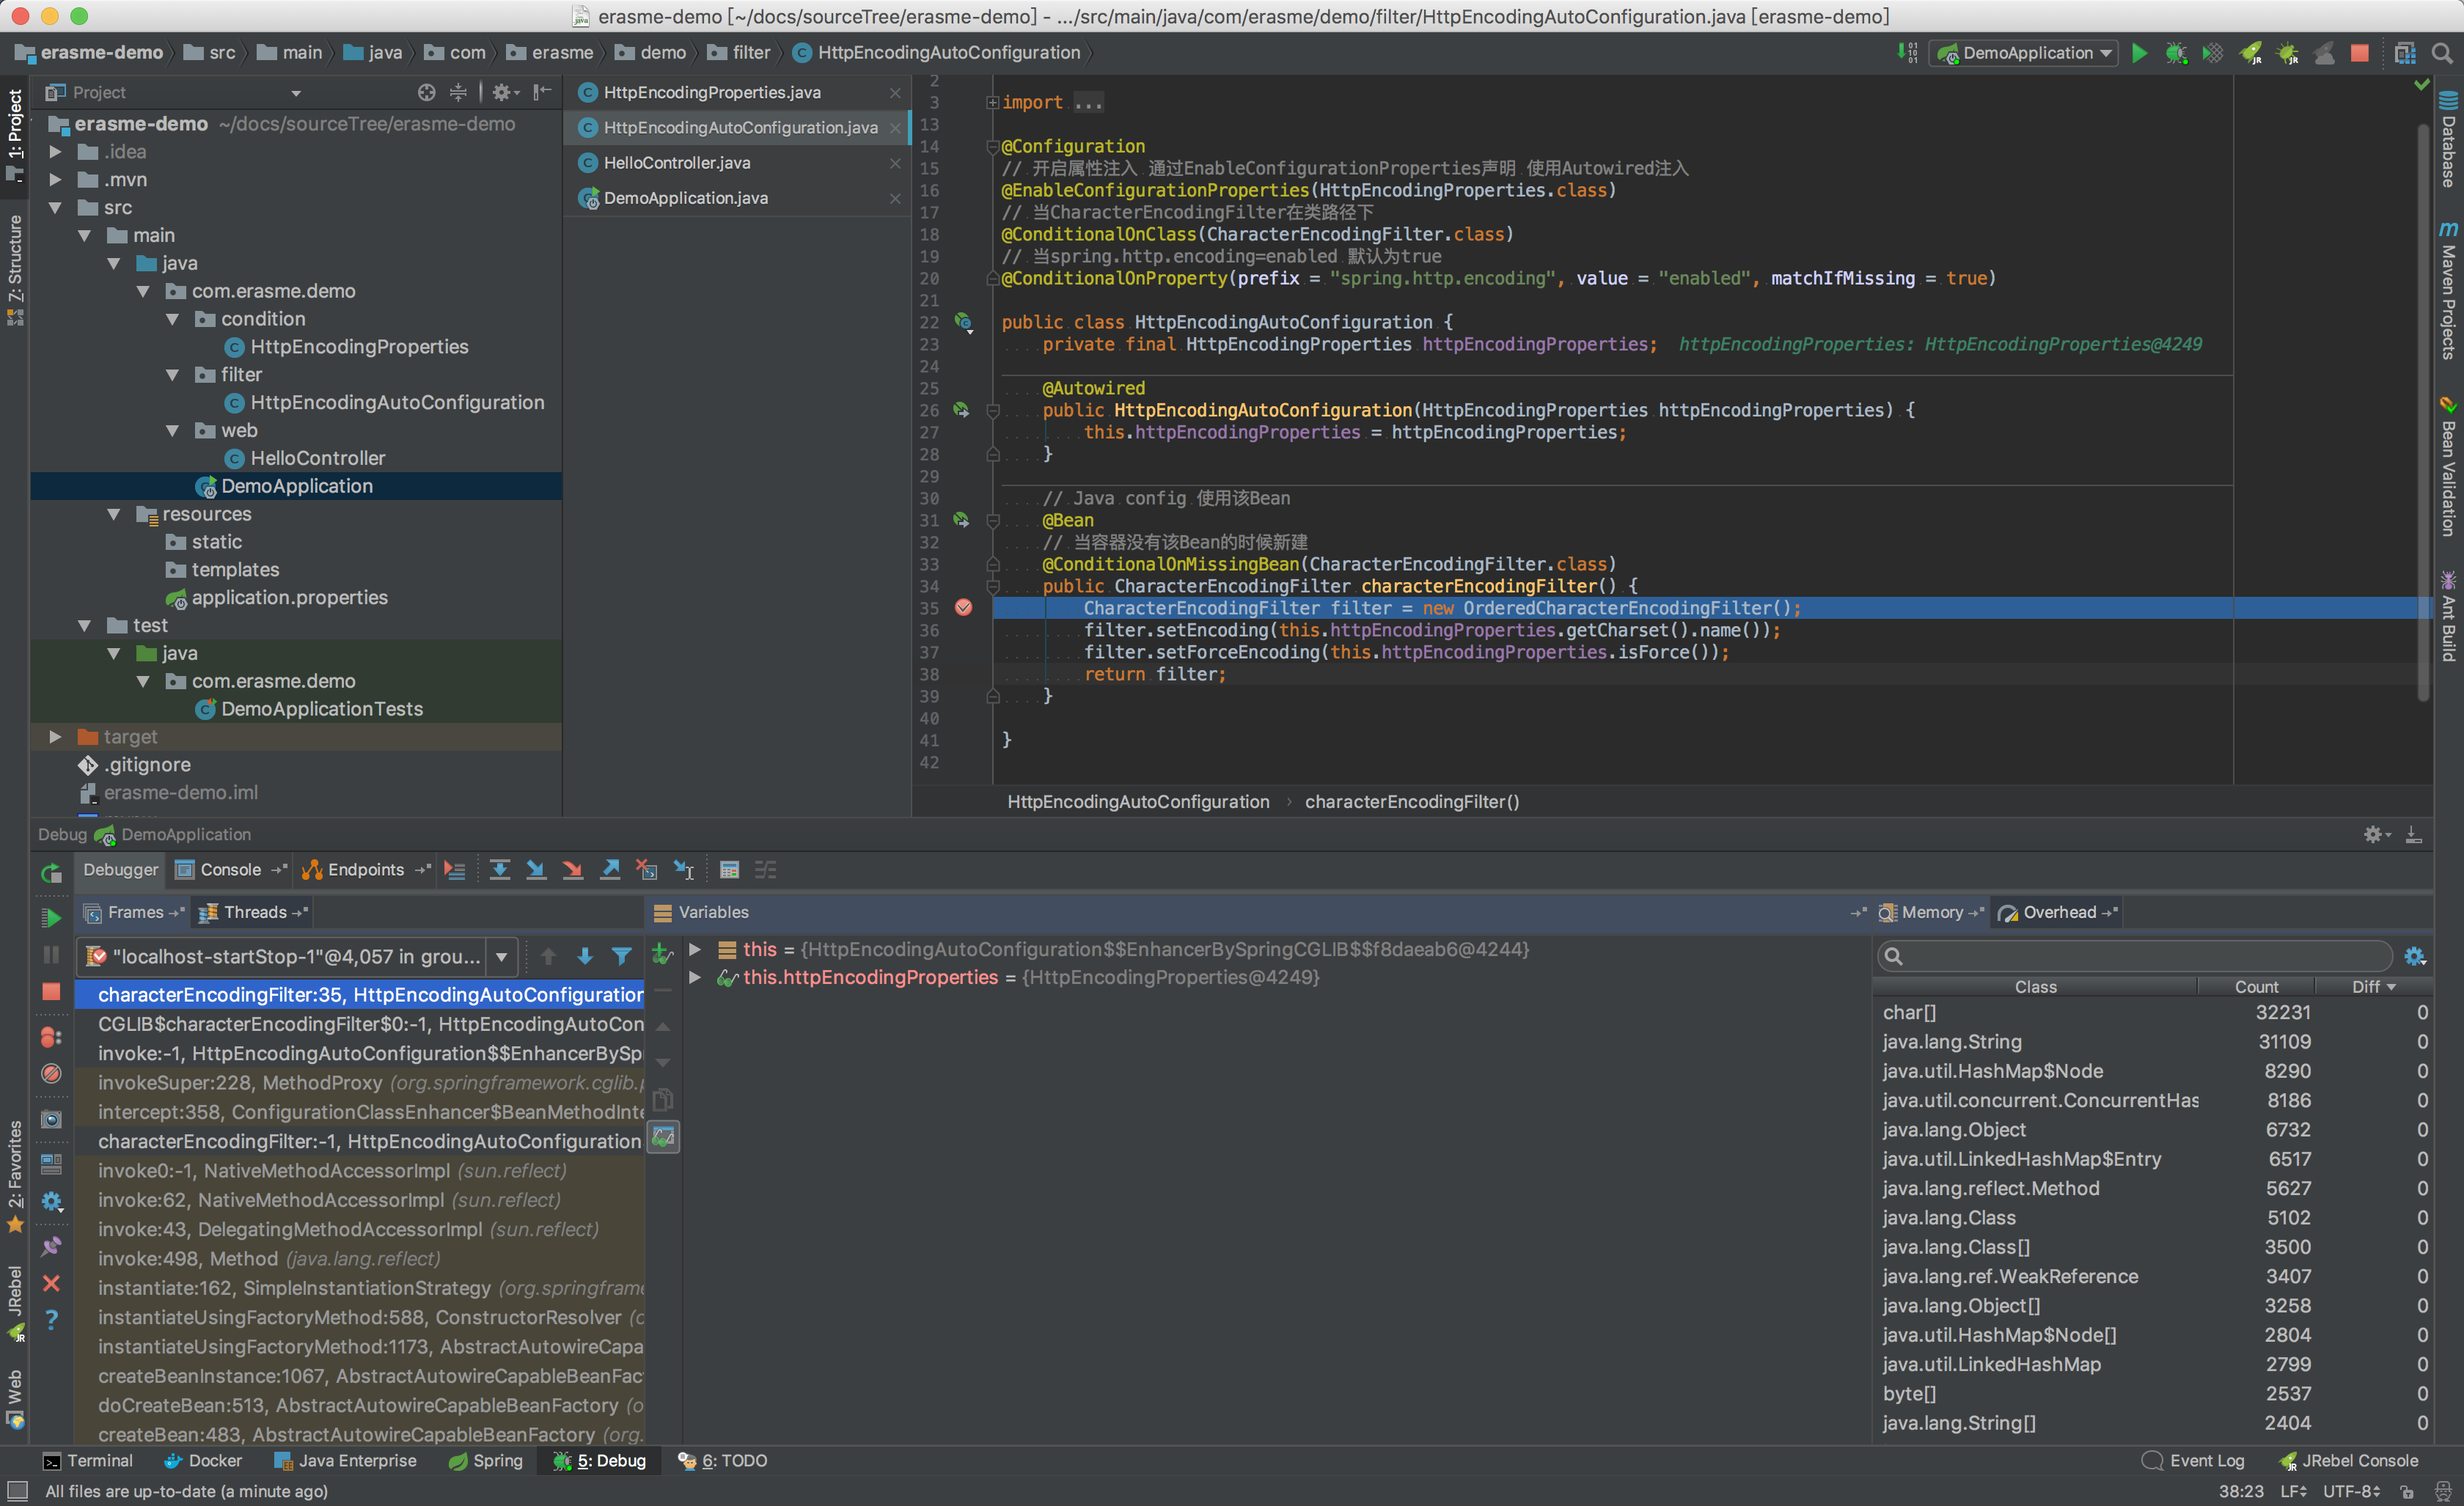 erasme-demo [~/docs/sourceTree/erasme-demo] - .../src/main/java/com/erasme/demo/filter/HttpEncodingAutoConfiguration.java [erasme-demo]
erasme-demo src main java com erasme demo filter HttpEncodingAutoConfiguration
DemoApplication
1: Project
Z: Structure
2: Favorites
JRebel
Web
Project
erasme-demo ~/docs/sourceTree/erasme-demo
.idea
.mvn
src
main
java
com.erasme.demo
condition
HttpEncodingProperties
filter
HttpEncodingAutoConfiguration
web
HelloController
DemoApplication
resources
static
templates
application.properties
test
java
com.erasme.demo
DemoApplicationTests
target
.gitignore
erasme-demo.iml
HttpEncodingProperties.java
HttpEncodingAutoConfiguration.java
HelloController.java
DemoApplication.java
2
3 import ...
13
14 @Configuration
15 // 开启属性注入 通过EnableConfigurationProperties声明 使用Autowired注入
16 @EnableConfigurationProperties(HttpEncodingProperties.class)
17 // 当CharacterEncodingFilter在类路径下
18 @ConditionalOnClass(CharacterEncodingFilter.class)
19 // 当spring.http.encoding=enabled 默认为true
20 @ConditionalOnProperty(prefix = "spring.http.encoding", value = "enabled", matchIfMissing = true)
21
22 public class HttpEncodingAutoConfiguration {
23 private final HttpEncodingProperties httpEncodingProperties; httpEncodingProperties: HttpEncodingProperties@4249
24
25 @Autowired
26 public HttpEncodingAutoConfiguration(HttpEncodingProperties httpEncodingProperties) {
27 this.httpEncodingProperties = httpEncodingProperties;
28 }
29
30 // Java config 使用该Bean
31 @Bean
32 // 当容器没有该Bean的时候新建
33 @ConditionalOnMissingBean(CharacterEncodingFilter.class)
34 public CharacterEncodingFilter characterEncodingFilter() {
35 CharacterEncodingFilter filter = new OrderedCharacterEncodingFilter();
36 filter.setEncoding(this.httpEncodingProperties.getCharset().name());
37 filter.setForceEncoding(this.httpEncodingProperties.isForce());
38 return filter;
39 }
40
41 }
42
HttpEncodingAutoConfiguration › characterEncodingFilter()
Database
Maven Projects
Bean Validation
Ant Build
Debug DemoApplication
Debugger Console Endpoints
Frames Threads
"localhost-startStop-1"@4,057 in grou...
characterEncodingFilter:35, HttpEncodingAutoConfiguration
CGLIB$characterEncodingFilter$0:-1, HttpEncodingAutoCon
invoke:-1, HttpEncodingAutoConfiguration$$EnhancerBySp
invokeSuper:228, MethodProxy (org.springframework.cglib.p
intercept:358, ConfigurationClassEnhancer$BeanMethodInte
characterEncodingFilter:-1, HttpEncodingAutoConfiguration
invoke0:-1, NativeMethodAccessorImpl (sun.reflect)
invoke:62, NativeMethodAccessorImpl (sun.reflect)
invoke:43, DelegatingMethodAccessorImpl (sun.reflect)
invoke:498, Method (java.lang.reflect)
instantiate:162, SimpleInstantiationStrategy (org.springframe
instantiateUsingFactoryMethod:588, ConstructorResolver (o
instantiateUsingFactoryMethod:1173, AbstractAutowireCapa
createBeanInstance:1067, AbstractAutowireCapableBeanFac
doCreateBean:513, AbstractAutowireCapableBeanFactory (o
createBean:483, AbstractAutowireCapableBeanFactory (org.
Variables
this = {HttpEncodingAutoConfiguration$$EnhancerBySpringCGLIB$$f8daeab6@4244}
this.httpEncodingProperties = {HttpEncodingProperties@4249}
Memory Overhead
Class Count Diff
char[] 32231 0
java.lang.String 31109 0
java.util.HashMap$Node 8290 0
java.util.concurrent.ConcurrentHas 8186 0
java.lang.Object 6732 0
java.util.LinkedHashMap$Entry 6517 0
java.lang.reflect.Method 5627 0
java.lang.Class 5102 0
java.lang.Class[] 3500 0
java.lang.ref.WeakReference 3407 0
java.lang.Object[] 3258 0
java.util.HashMap$Node[] 2804 0
java.util.LinkedHashMap 2799 0
byte[] 2537 0
java.lang.String[] 2404 0
Terminal Docker Java Enterprise Spring 5: Debug 6: TODO Event Log JRebel Console
All files are up-to-date (a minute ago) 38:23 LF UTF-8